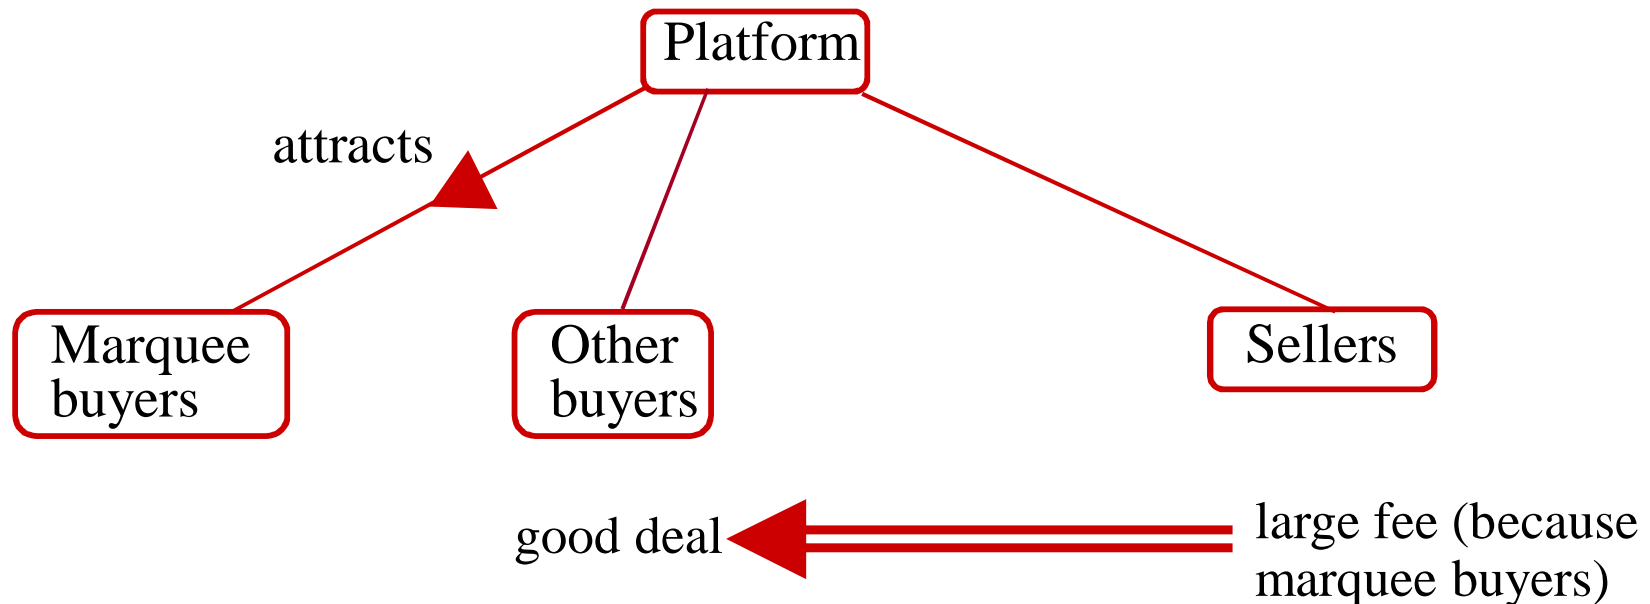 Platform
attracts
Marquee
buyers
Other
buyers
Sellers
good deal
large fee (because
marquee buyers)